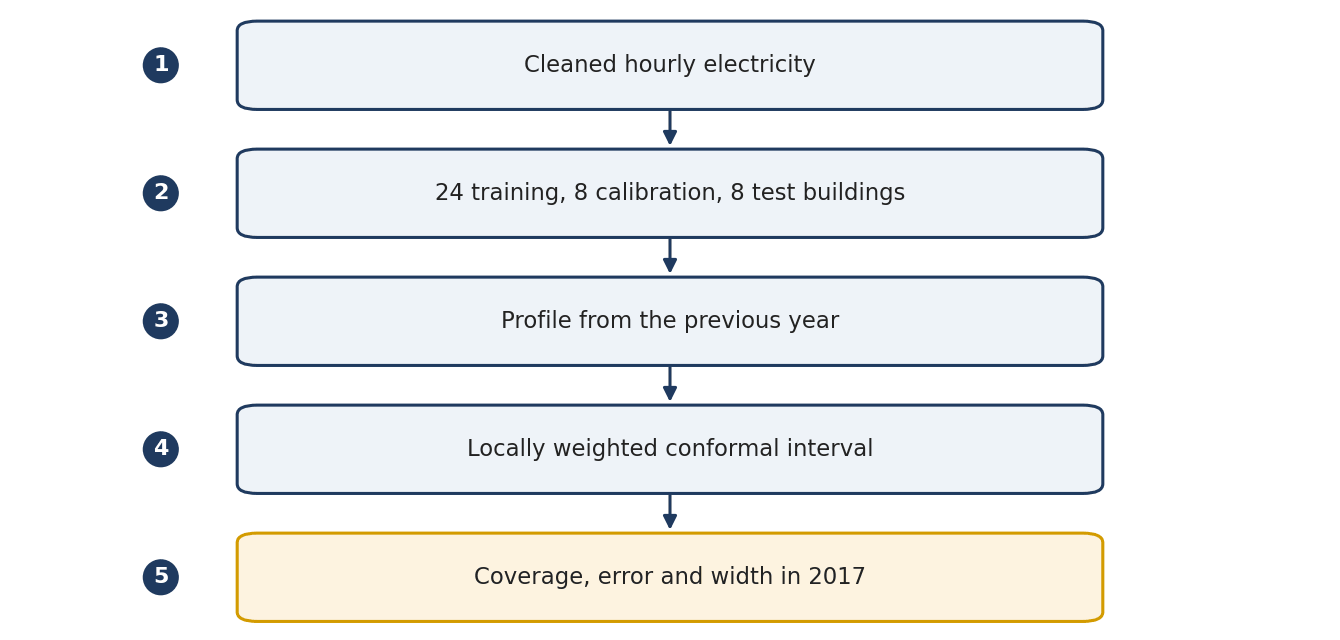 1 Cleaned hourly electricity
2 24 training, 8 calibration, 8 test buildings
3 Profile from the previous year
4 Locally weighted conformal interval
5 Coverage, error and width in 2017